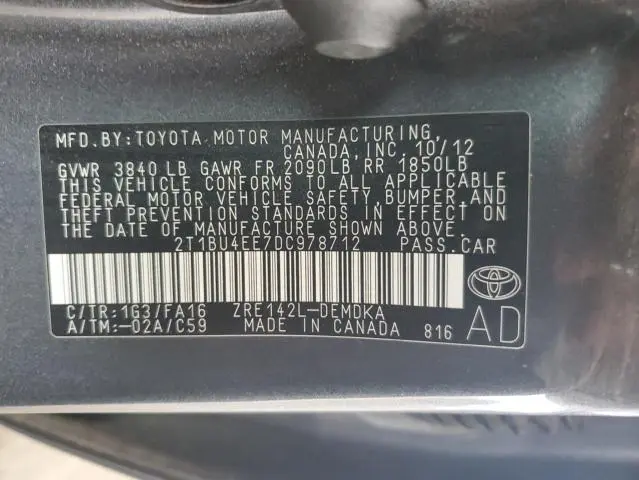 MFD.BY:TOYOTA MOTOR MANUFACTURING,
CANADA,INC. 10/12
GVWR 3840 LB GAWR FR 2090LB RR 1850LB
THIS VEHICLE CONFORMS TO ALL APPLICABLE
FEDERAL MOTOR VEHICLE SAFETY,BUMPER,AND
THEFT PREVENTION STANDARDS IN EFFECT ON
THE DATE OF MANUFACTURE SHOWN ABOVE.
2T1BU4EE7DC978712 PASS.CAR
C/TR:1G3/FA16 ZRE142L-DEMDKA
A/TM:-02A/C59 MADE IN CANADA 816
AD